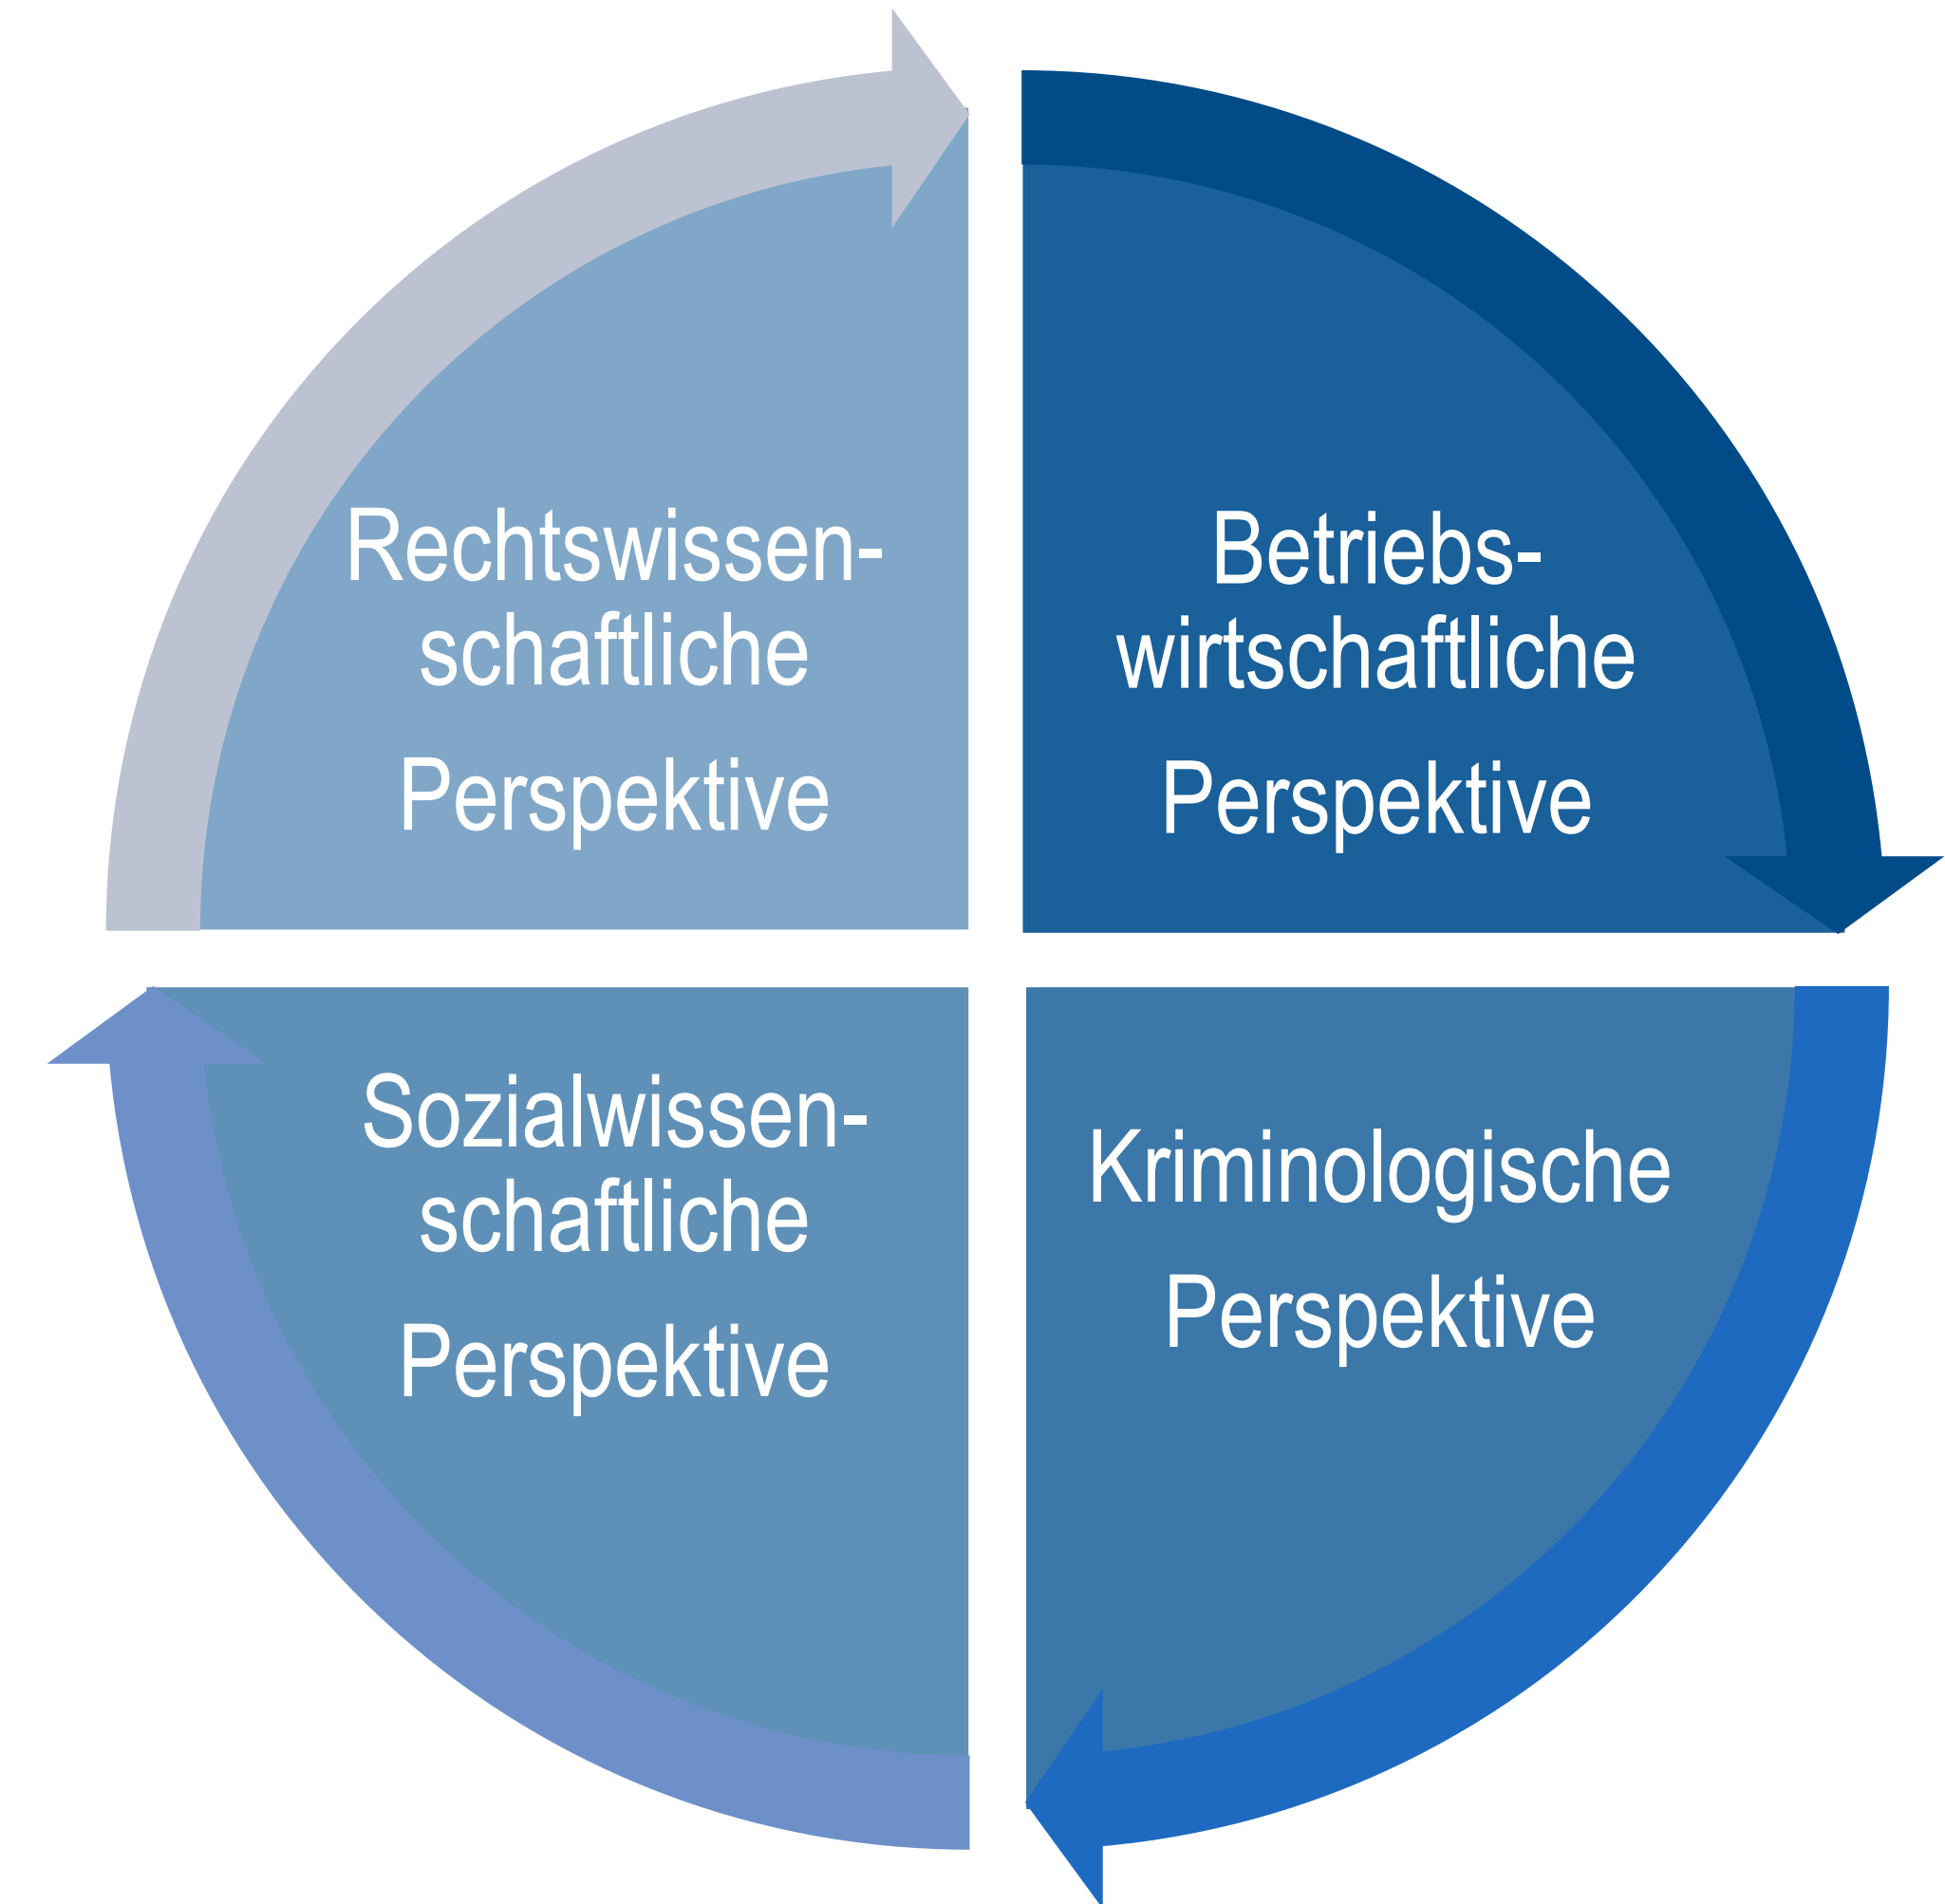 Rechtswissen-
schaftliche
Perspektive
Betriebs-
wirtschaftliche
Perspektive
Sozialwissen-
schaftliche
Perspektive
Kriminologische
Perspektive